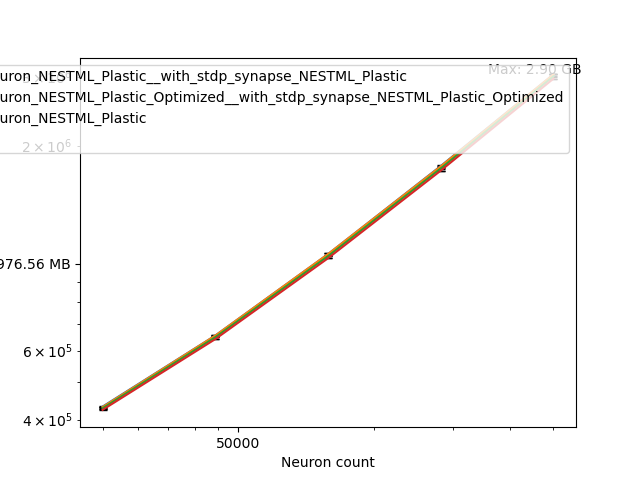 Max: 2.90 GB
uron_NESTML_Plastic__with_stdp_synapse_NESTML_Plastic
uron_NESTML_Plastic_Optimized__with_stdp_synapse_NESTML_Plastic_Optimized
uron_NESTML_Plastic
2 × 10⁶
976.56 MB
6 × 10⁵
4 × 10⁵
50000
Neuron count